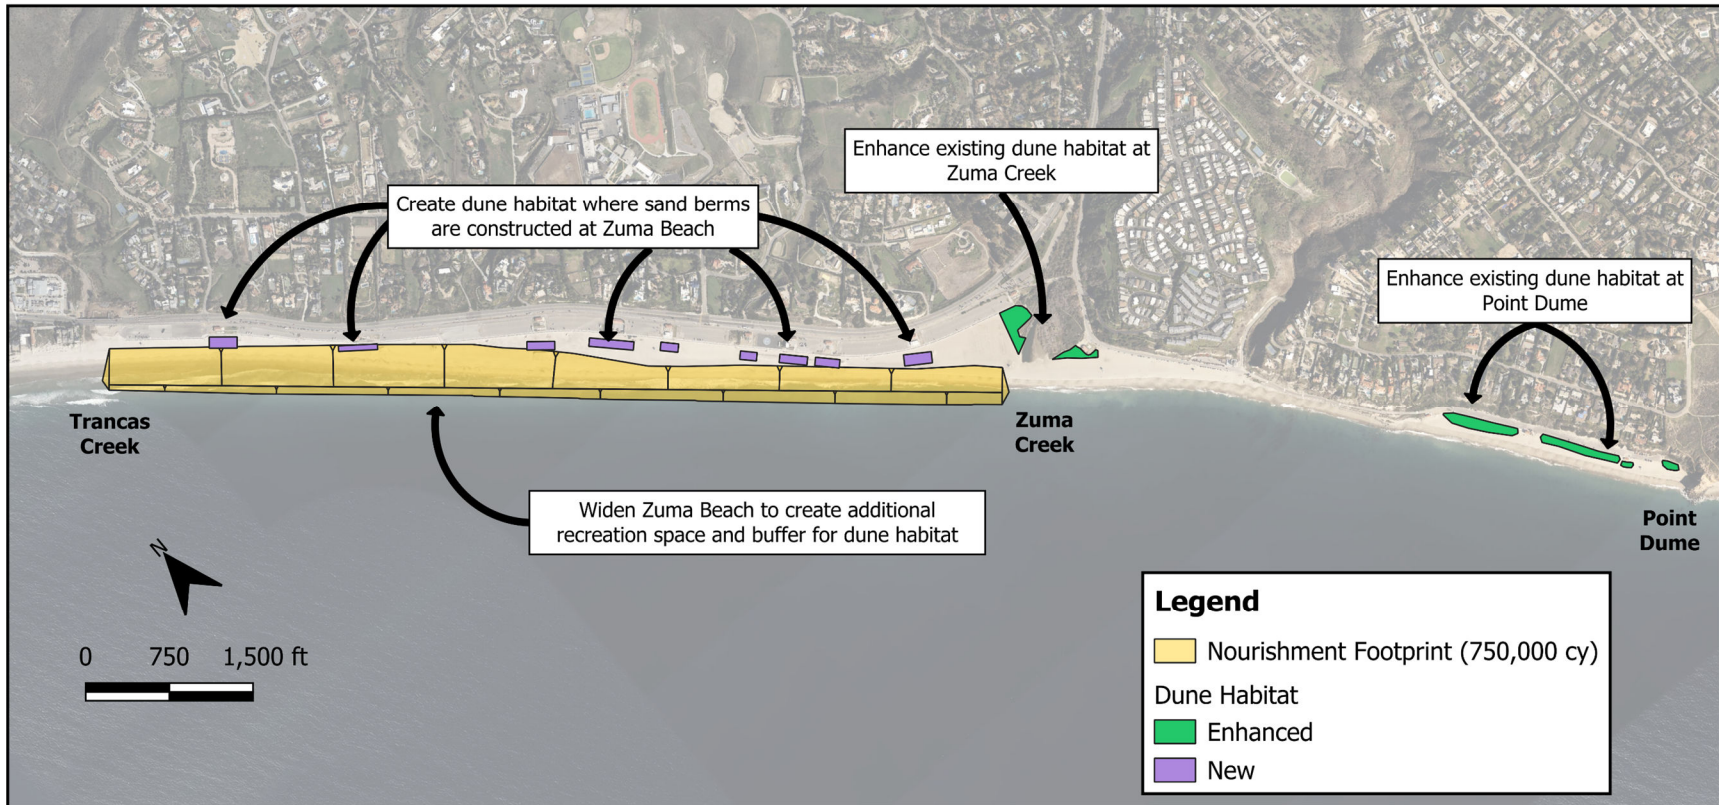 Enhance existing dune habitat at
Zuma Creek
Create dune habitat where sand berms
are constructed at Zuma Beach
Enhance existing dune habitat at
Point Dume
Trancas
Creek
Zuma
Creek
Widen Zuma Beach to create additional
recreation space and buffer for dune habitat
Point
Dume
N
0 750 1,500 ft
Legend
Nourishment Footprint (750,000 cy)
Dune Habitat
Enhanced
New